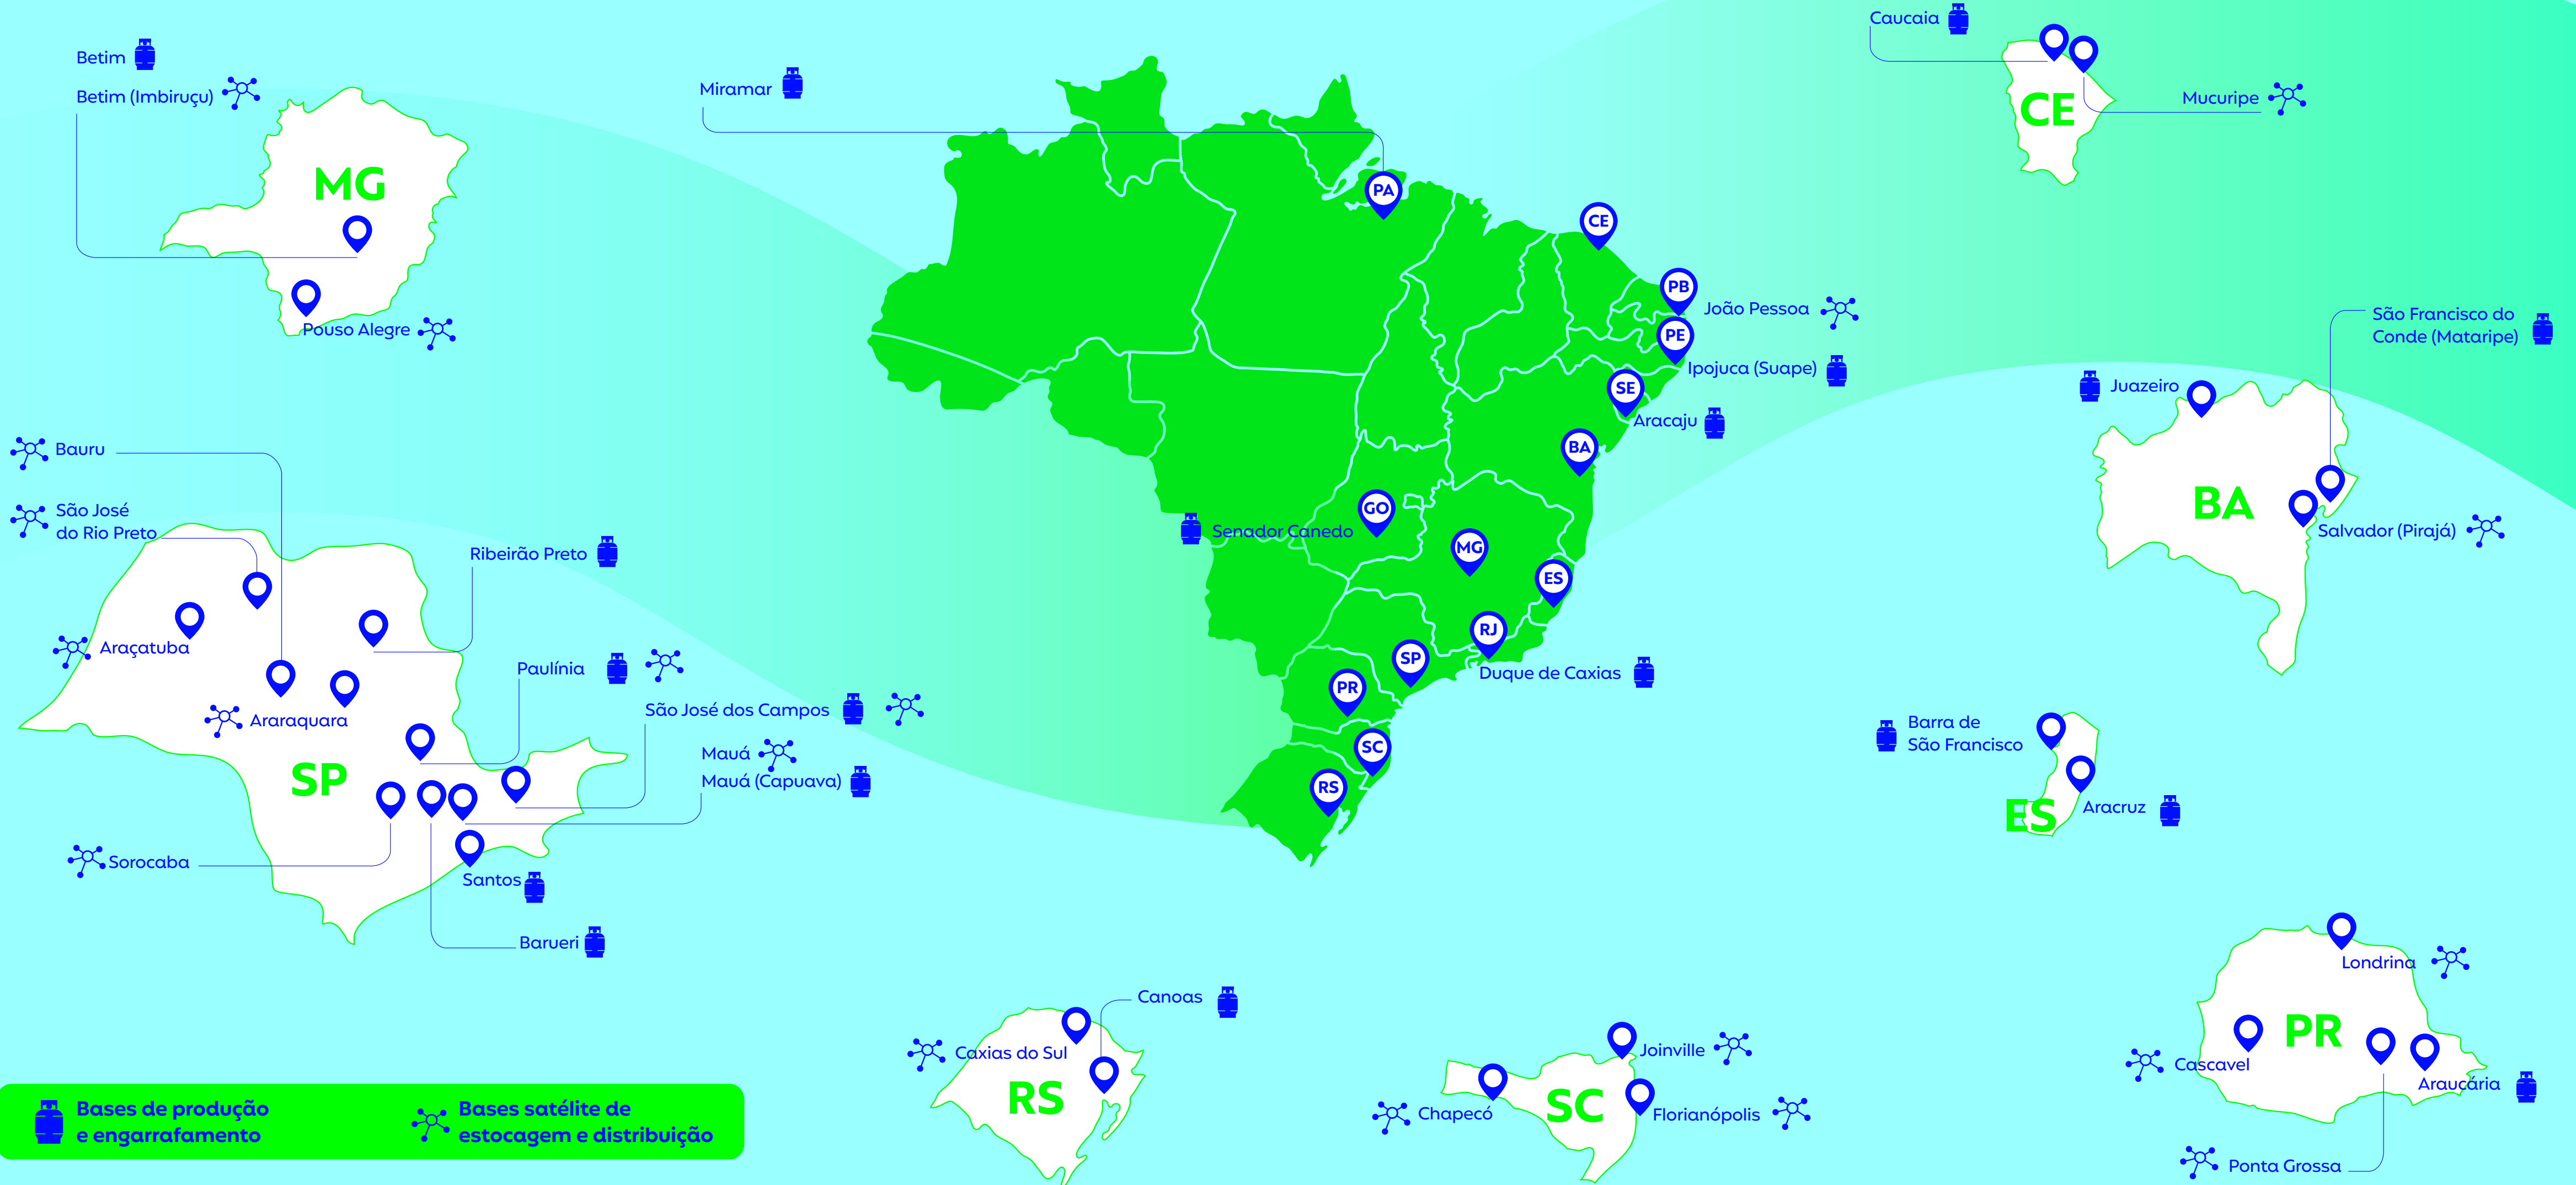 Betim
Betim (Imbiruçu)
MG
Pouso Alegre
Miramar
PA
CE
PB
João Pessoa
PE
Ipojuca (Suape)
SE
Aracaju
BA
GO
Senador Canedo
MG
ES
RJ
Duque de Caxias
SP
PR
SC
RS
Caucaia
CE
Mucuripe
São Francisco do
Conde (Mataripe)
Juazeiro
BA
Salvador (Pirajá)
Bauru
São José
do Rio Preto
Ribeirão Preto
Araçatuba
Paulínia
São José dos Campos
Araraquara
Mauá
Mauá (Capuava)
SP
Sorocaba
Santos
Barueri
Barra de
São Francisco
ES
Aracruz
Londrina
PR
Cascavel
Araucária
Ponta Grossa
Canoas
Caxias do Sul
RS
Joinville
Chapecó
SC
Florianópolis
Bases de produção
e engarrafamento
Bases satélite de
estocagem e distribuição